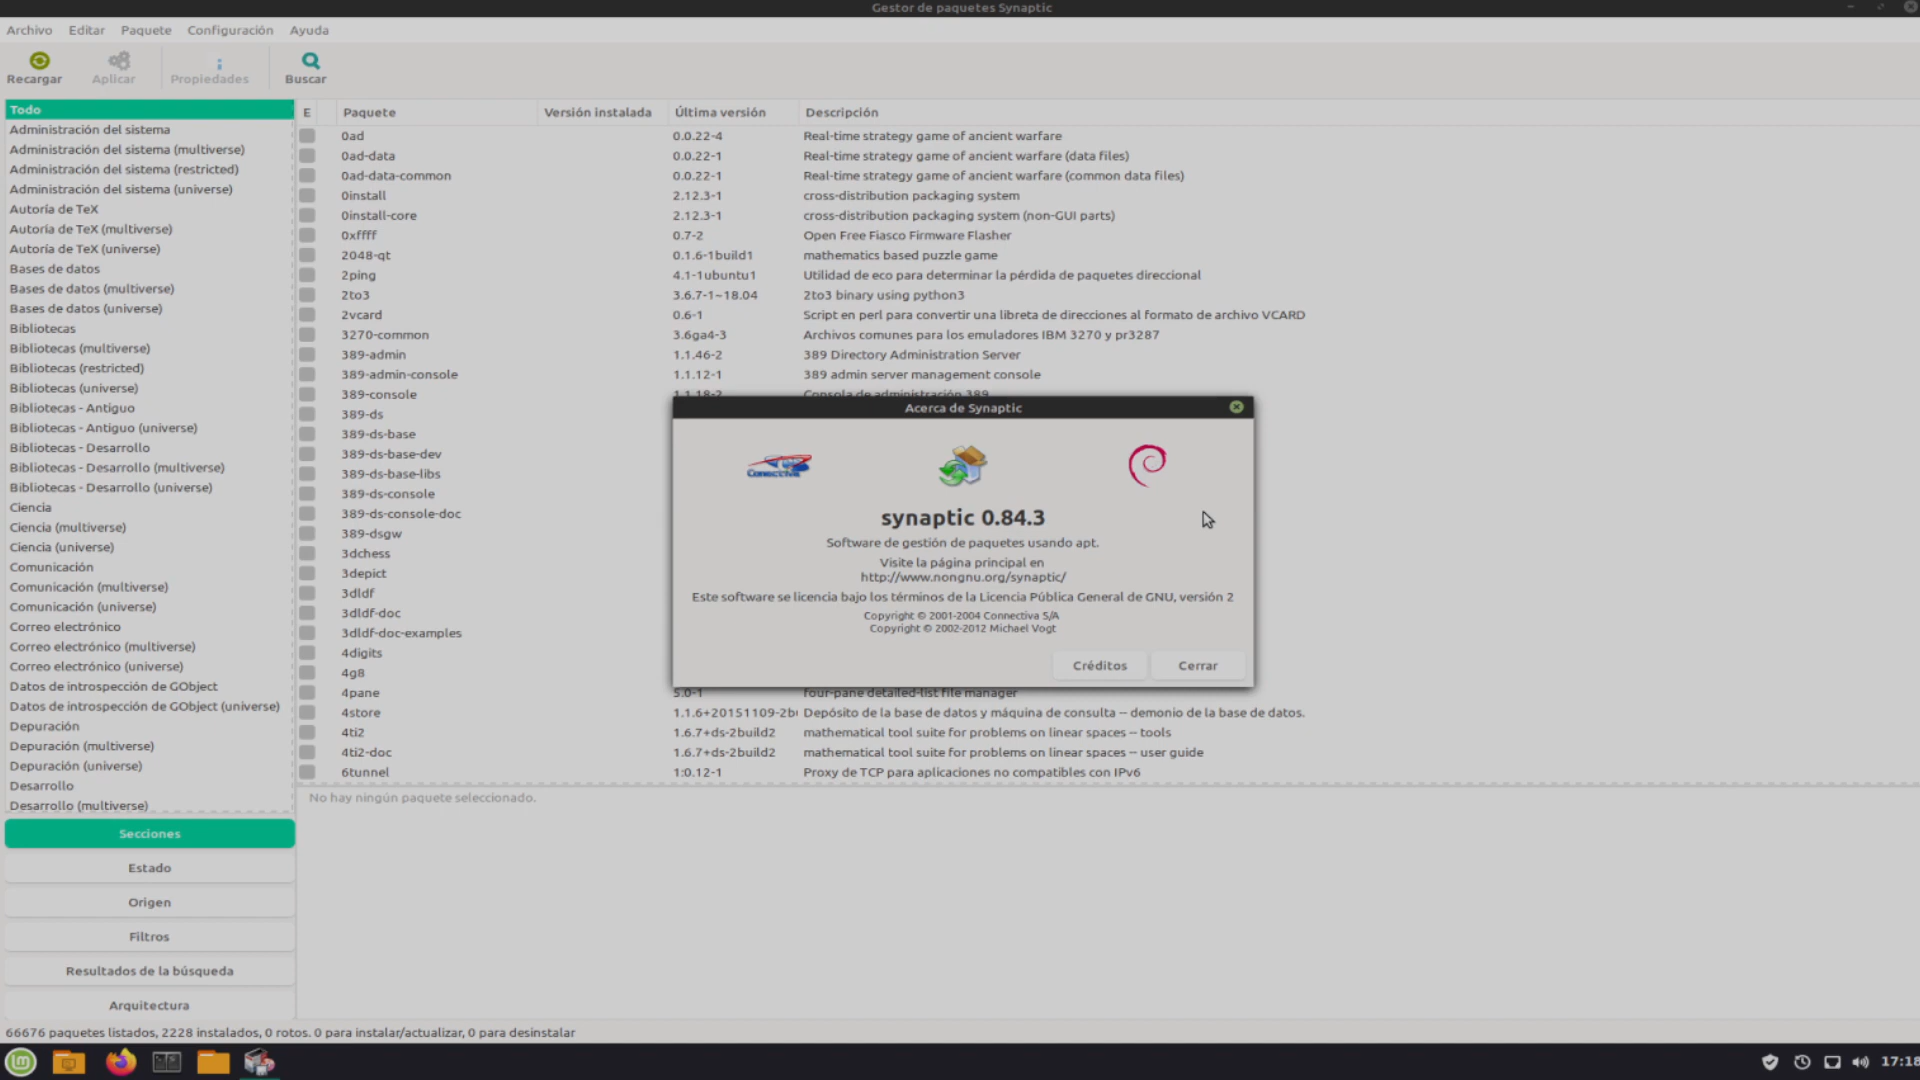 Gestor de paquetes Synaptic
Archivo Editar Paquete Configuración Ayuda
Recargar Aplicar Propiedades Buscar
Todo
Administración del sistema
Administración del sistema (multiverse)
Administración del sistema (restricted)
Administración del sistema (universe)
Autoría de TeX
Autoría de TeX (multiverse)
Autoría de TeX (universe)
Bases de datos
Bases de datos (multiverse)
Bases de datos (universe)
Bibliotecas
Bibliotecas (multiverse)
Bibliotecas (restricted)
Bibliotecas (universe)
Bibliotecas - Antiguo
Bibliotecas - Antiguo (universe)
Bibliotecas - Desarrollo
Bibliotecas - Desarrollo (multiverse)
Bibliotecas - Desarrollo (universe)
Ciencia
Ciencia (multiverse)
Ciencia (universe)
Comunicación
Comunicación (multiverse)
Comunicación (universe)
Correo electrónico
Correo electrónico (multiverse)
Correo electrónico (universe)
Datos de introspección de GObject
Datos de introspección de GObject (universe)
Depuración
Depuración (multiverse)
Depuración (universe)
Desarrollo
Desarrollo (multiverse)
Secciones
Estado
Origen
Filtros
Resultados de la búsqueda
Arquitectura
E Paquete Versión instalada Última versión Descripción
0ad 0.0.22-4 Real-time strategy game of ancient warfare
0ad-data 0.0.22-1 Real-time strategy game of ancient warfare (data files)
0ad-data-common 0.0.22-1 Real-time strategy game of ancient warfare (common data files)
0install 2.12.3-1 cross-distribution packaging system
0install-core 2.12.3-1 cross-distribution packaging system (non-GUI parts)
0xffff 0.7-2 Open Free Fiasco Firmware Flasher
2048-qt 0.1.6-1build1 mathematics based puzzle game
2ping 4.1-1ubuntu1 Utilidad de eco para determinar la pérdida de paquetes direccional
2to3 3.6.7-1~18.04 2to3 binary using python3
2vcard 0.6-1 Script en perl para convertir una libreta de direcciones al formato de archivo VCARD
3270-common 3.6ga4-3 Archivos comunes para los emuladores IBM 3270 y pr3287
389-admin 1.1.46-2 389 Directory Administration Server
389-admin-console 1.1.12-1 389 admin server management console
389-console 1.1.18-2 Consola de administración 389
389-ds
389-ds-base
389-ds-base-dev
389-ds-base-libs
389-ds-console
389-ds-console-doc
389-dsgw
3dchess
3depict
3dldf
3dldf-doc
3dldf-doc-examples
4digits
4g8
4pane 5.0-1 four-pane detailed-list file manager
4store 1.1.6+20151109-2b Depósito de la base de datos y máquina de consulta -- demonio de la base de datos.
4ti2 1.6.7+ds-2build2 mathematical tool suite for problems on linear spaces -- tools
4ti2-doc 1.6.7+ds-2build2 mathematical tool suite for problems on linear spaces -- user guide
6tunnel 1:0.12-1 Proxy de TCP para aplicaciones no compatibles con IPv6
No hay ningún paquete seleccionado.
Acerca de Synaptic
Conectiva
synaptic 0.84.3
Software de gestión de paquetes usando apt.
Visite la página principal en
http://www.nongnu.org/synaptic/
Este software se licencia bajo los términos de la Licencia Pública General de GNU, versión 2
Copyright © 2001-2004 Connectiva S/A
Copyright © 2002-2012 Michael Vogt
Créditos Cerrar
66676 paquetes listados, 2228 instalados, 0 rotos. 0 para instalar/actualizar, 0 para desinstalar
17:18